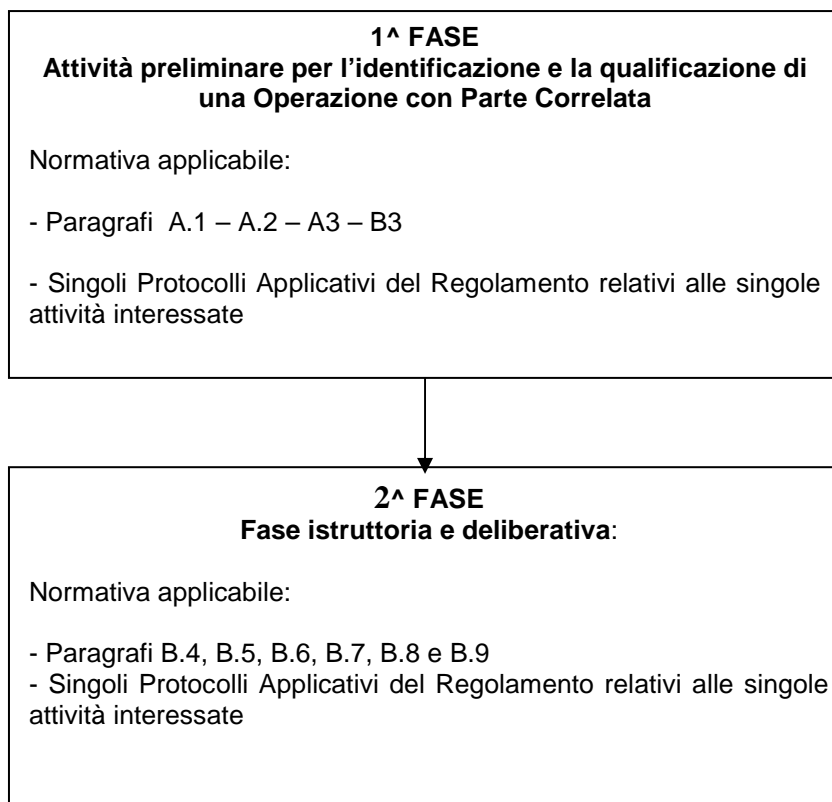 1^ FASE
Attività preliminare per l'identificazione e la qualificazione di
una Operazione con Parte Correlata
Normativa applicabile:
- Paragrafi A.1 – A.2 – A3 – B3
- Singoli Protocolli Applicativi del Regolamento relativi alle singole
attività interessate
2^ FASE
Fase istruttoria e deliberativa:
Normativa applicabile:
- Paragrafi B.4, B.5, B.6, B.7, B.8 e B.9
- Singoli Protocolli Applicativi del Regolamento relativi alle singole
attività interessate